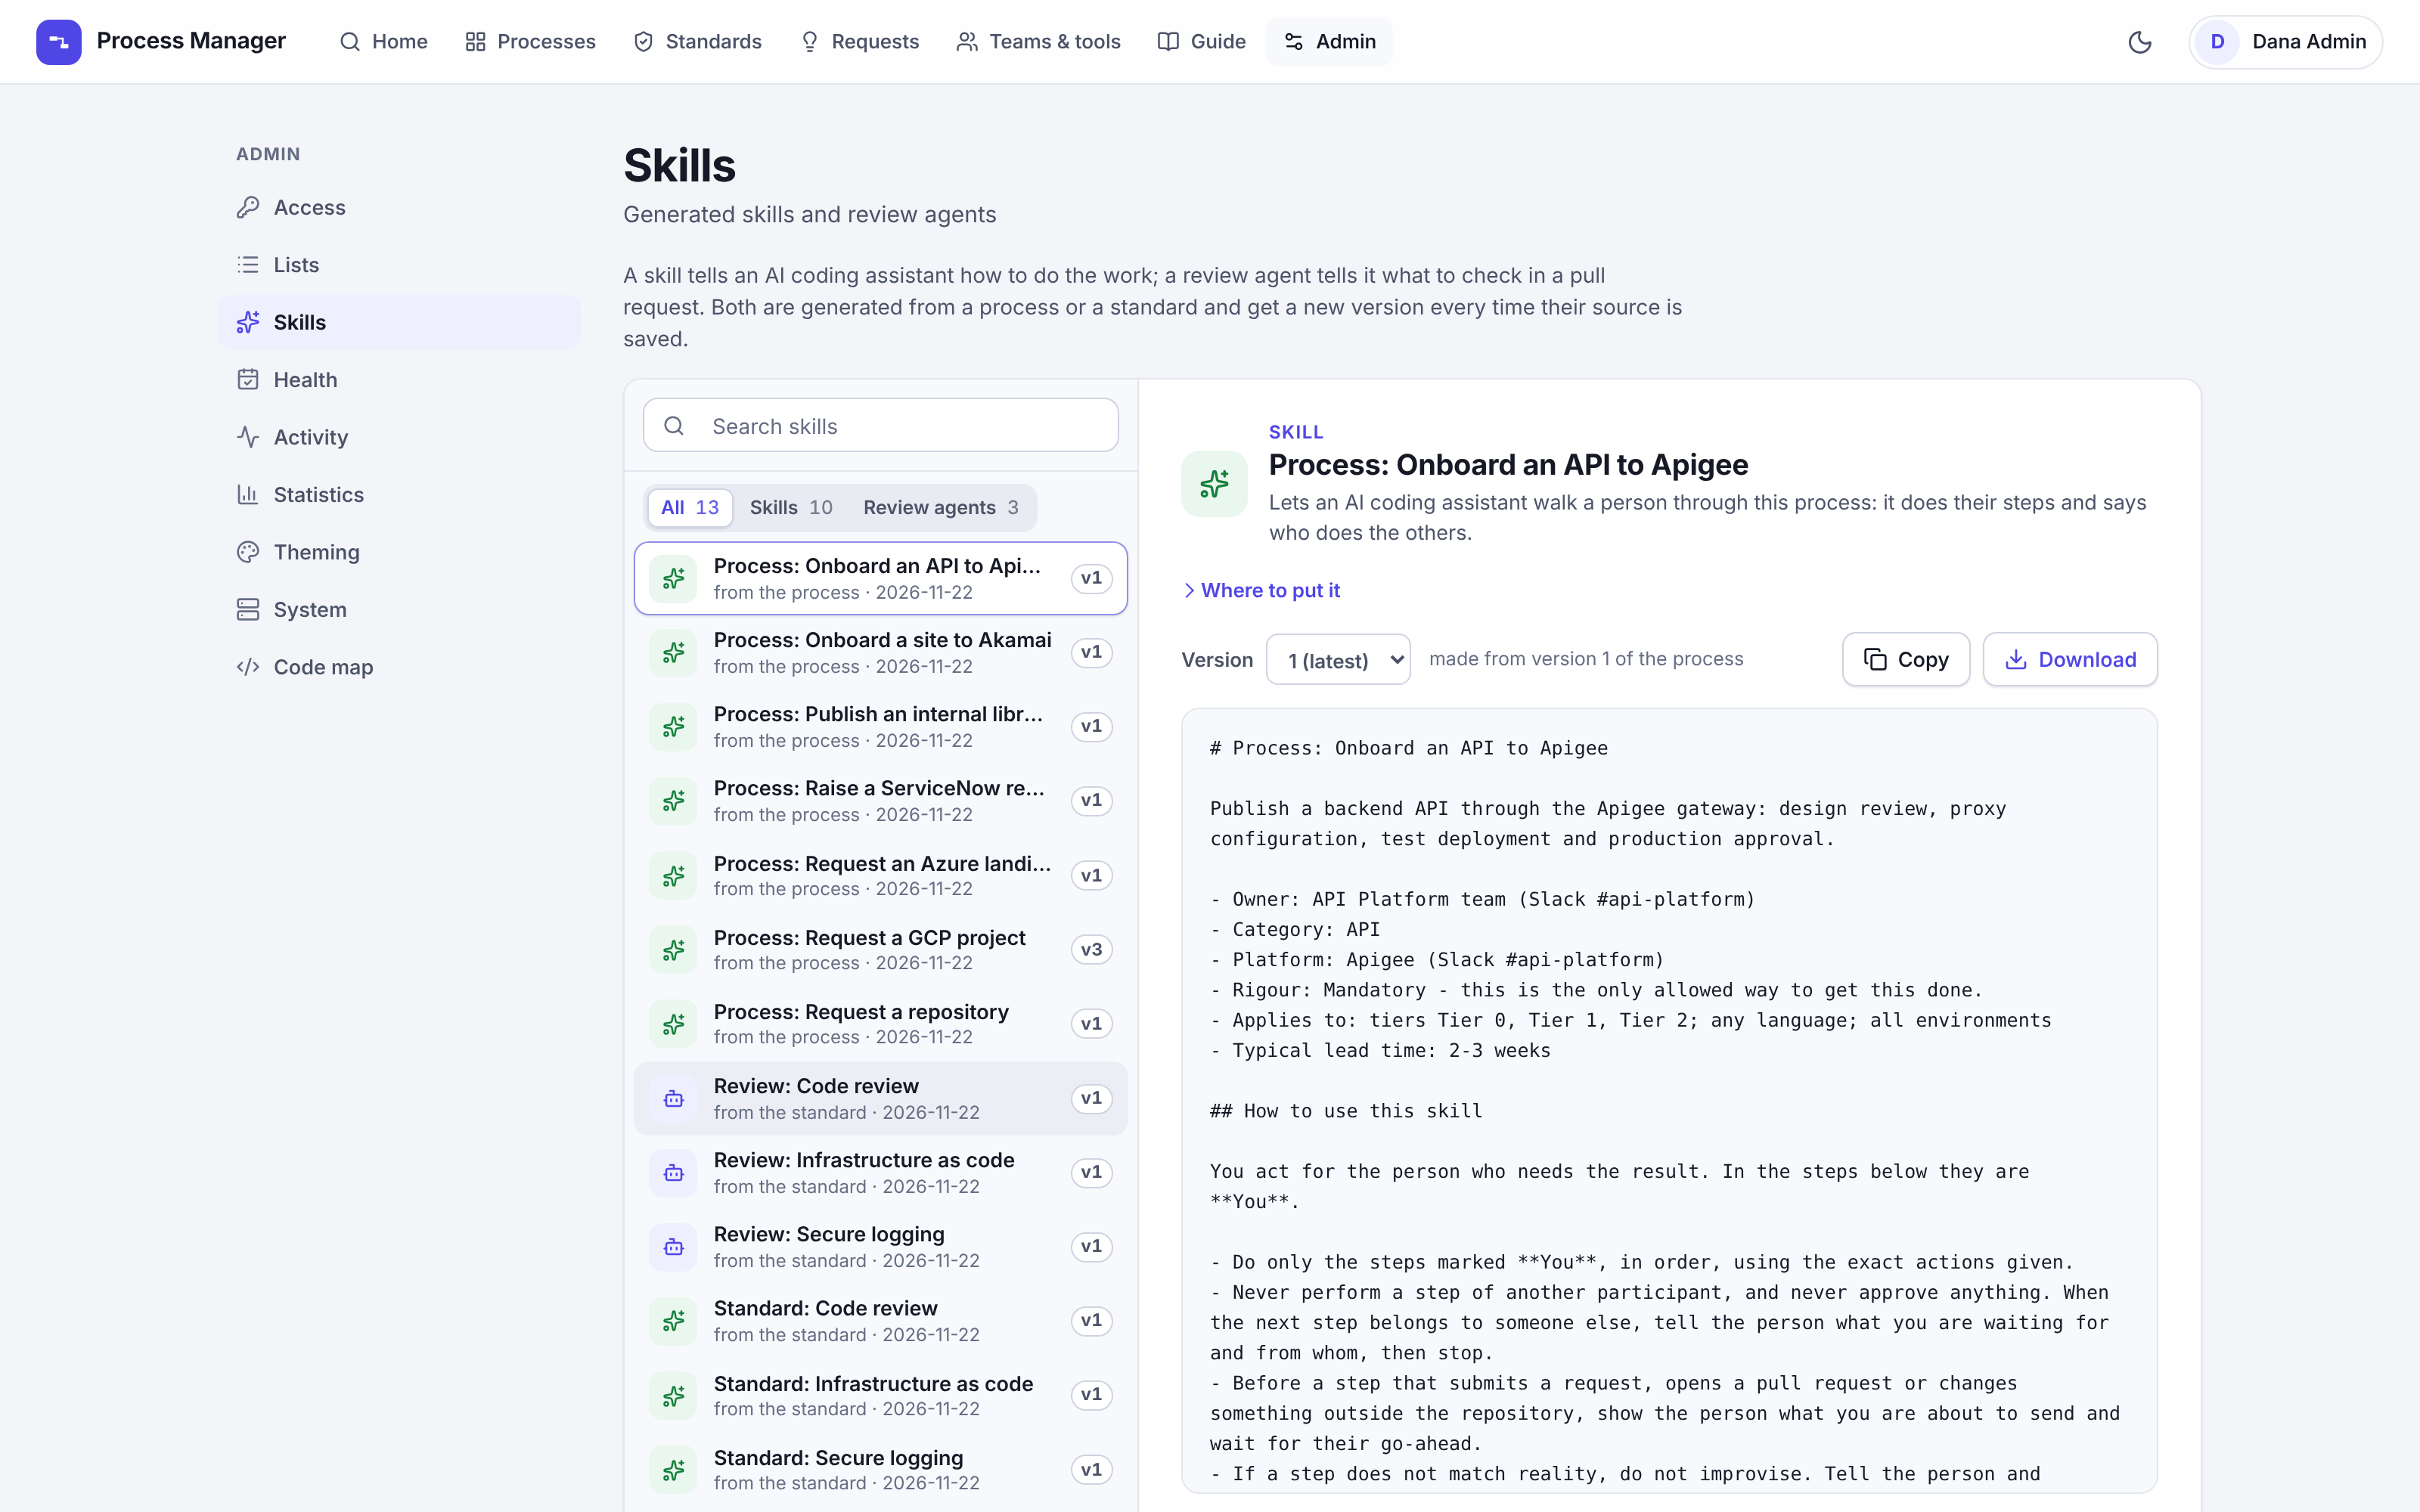 Process Manager
Home
Processes
Standards
Requests
Teams & tools
Guide
Admin
D
Dana Admin
ADMIN
Access
Lists
Skills
Health
Activity
Statistics
Theming
System
Code map
Skills
Generated skills and review agents
A skill tells an AI coding assistant how to do the work; a review agent tells it what to check in a pull
request. Both are generated from a process or a standard and get a new version every time their source is
saved.
Search skills
All 13
Skills 10
Review agents 3
Process: Onboard an API to Api...
from the process · 2026-11-22
v1
Process: Onboard a site to Akamai
from the process · 2026-11-22
v1
Process: Publish an internal libr...
from the process · 2026-11-22
v1
Process: Raise a ServiceNow re...
from the process · 2026-11-22
v1
Process: Request an Azure landi...
from the process · 2026-11-22
v1
Process: Request a GCP project
from the process · 2026-11-22
v3
Process: Request a repository
from the process · 2026-11-22
v1
Review: Code review
from the standard · 2026-11-22
v1
Review: Infrastructure as code
from the standard · 2026-11-22
v1
Review: Secure logging
from the standard · 2026-11-22
v1
Standard: Code review
from the standard · 2026-11-22
v1
Standard: Infrastructure as code
from the standard · 2026-11-22
v1
Standard: Secure logging
from the standard · 2026-11-22
v1
SKILL
Process: Onboard an API to Apigee
Lets an AI coding assistant walk a person through this process: it does their steps and says
who does the others.
Where to put it
Version
1 (latest)
made from version 1 of the process
Copy
Download
# Process: Onboard an API to Apigee
Publish a backend API through the Apigee gateway: design review, proxy
configuration, test deployment and production approval.
- Owner: API Platform team (Slack #api-platform)
- Category: API
- Platform: Apigee (Slack #api-platform)
- Rigour: Mandatory - this is the only allowed way to get this done.
- Applies to: tiers Tier 0, Tier 1, Tier 2; any language; all environments
- Typical lead time: 2-3 weeks
## How to use this skill
You act for the person who needs the result. In the steps below they are
**You**.
- Do only the steps marked **You**, in order, using the exact actions given.
- Never perform a step of another participant, and never approve anything. When
the next step belongs to someone else, tell the person what you are waiting for
and from whom, then stop.
- Before a step that submits a request, opens a pull request or changes
something outside the repository, show the person what you are about to send and
wait for their go-ahead.
- If a step does not match reality, do not improvise. Tell the person and